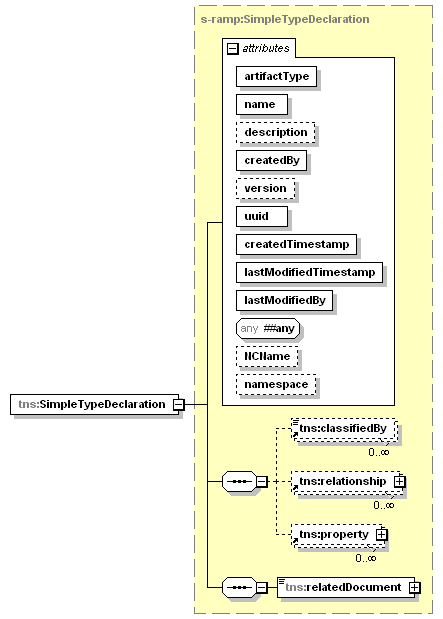 s-ramp:SimpleTypeDeclaration
attributes
artifactType
name
description
createdBy
version
uuid
createdTimestamp
lastModifiedTimestamp
lastModifiedBy
any ##any
NCName
namespace
tns:SimpleTypeDeclaration
tns:classifiedBy
0..∞
tns:relationship
0..∞
tns:property
0..∞
tns:relatedDocument